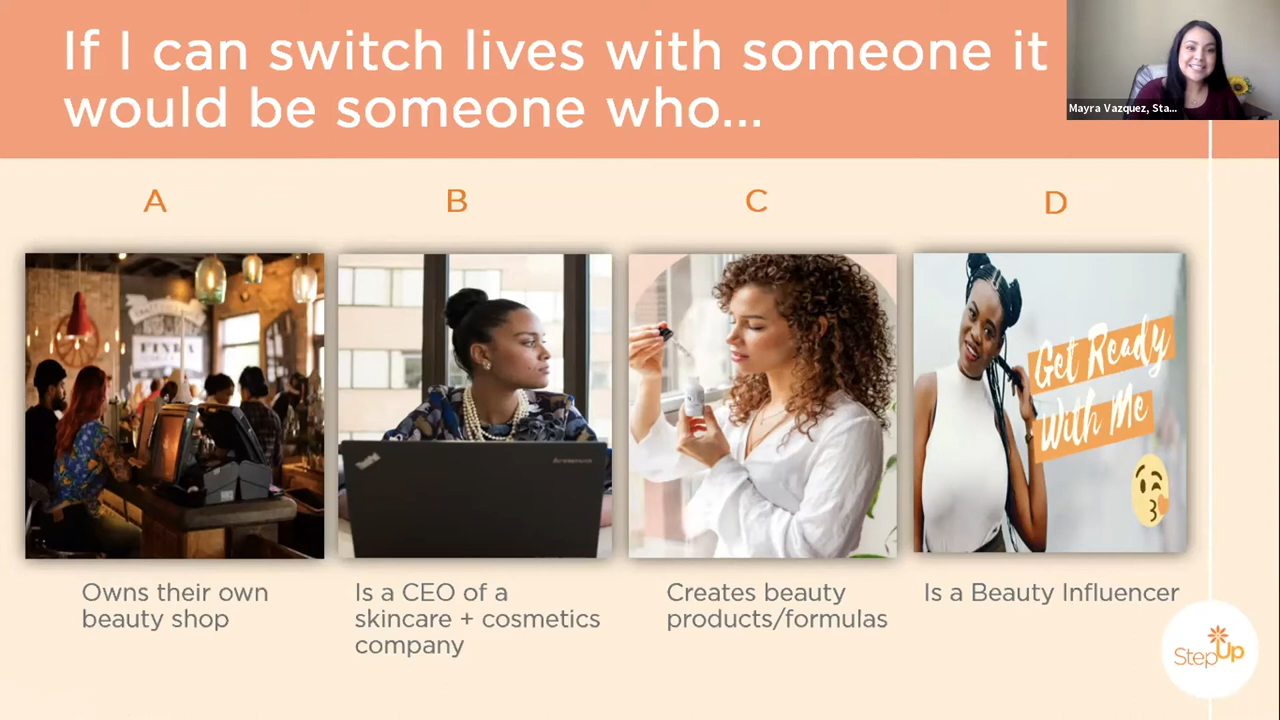 If I can switch lives with someone it
would be someone who...
Mayra Vazquez, Sta...
A
B
C
D
ThinkPad
Get Ready
With Me
Owns their own
beauty shop
Is a CEO of a
skincare + cosmetics
company
Creates beauty
products/formulas
Is a Beauty Influencer
StepUp